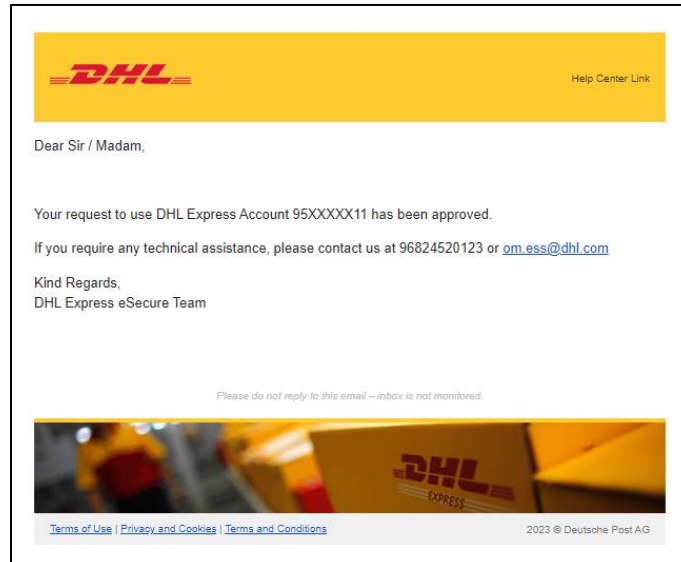 DHL
Help Center Link
Dear Sir / Madam,
Your request to use DHL Express Account 95XXXXX11 has been approved.
If you require any technical assistance, please contact us at 96824520123 or om.ess@dhl.com
Kind Regards,
DHL Express eSecure Team
Please do not reply to this email – inbox is not monitored.
DHL
EXPRESS
Terms of Use | Privacy and Cookies | Terms and Conditions
2023 © Deutsche Post AG